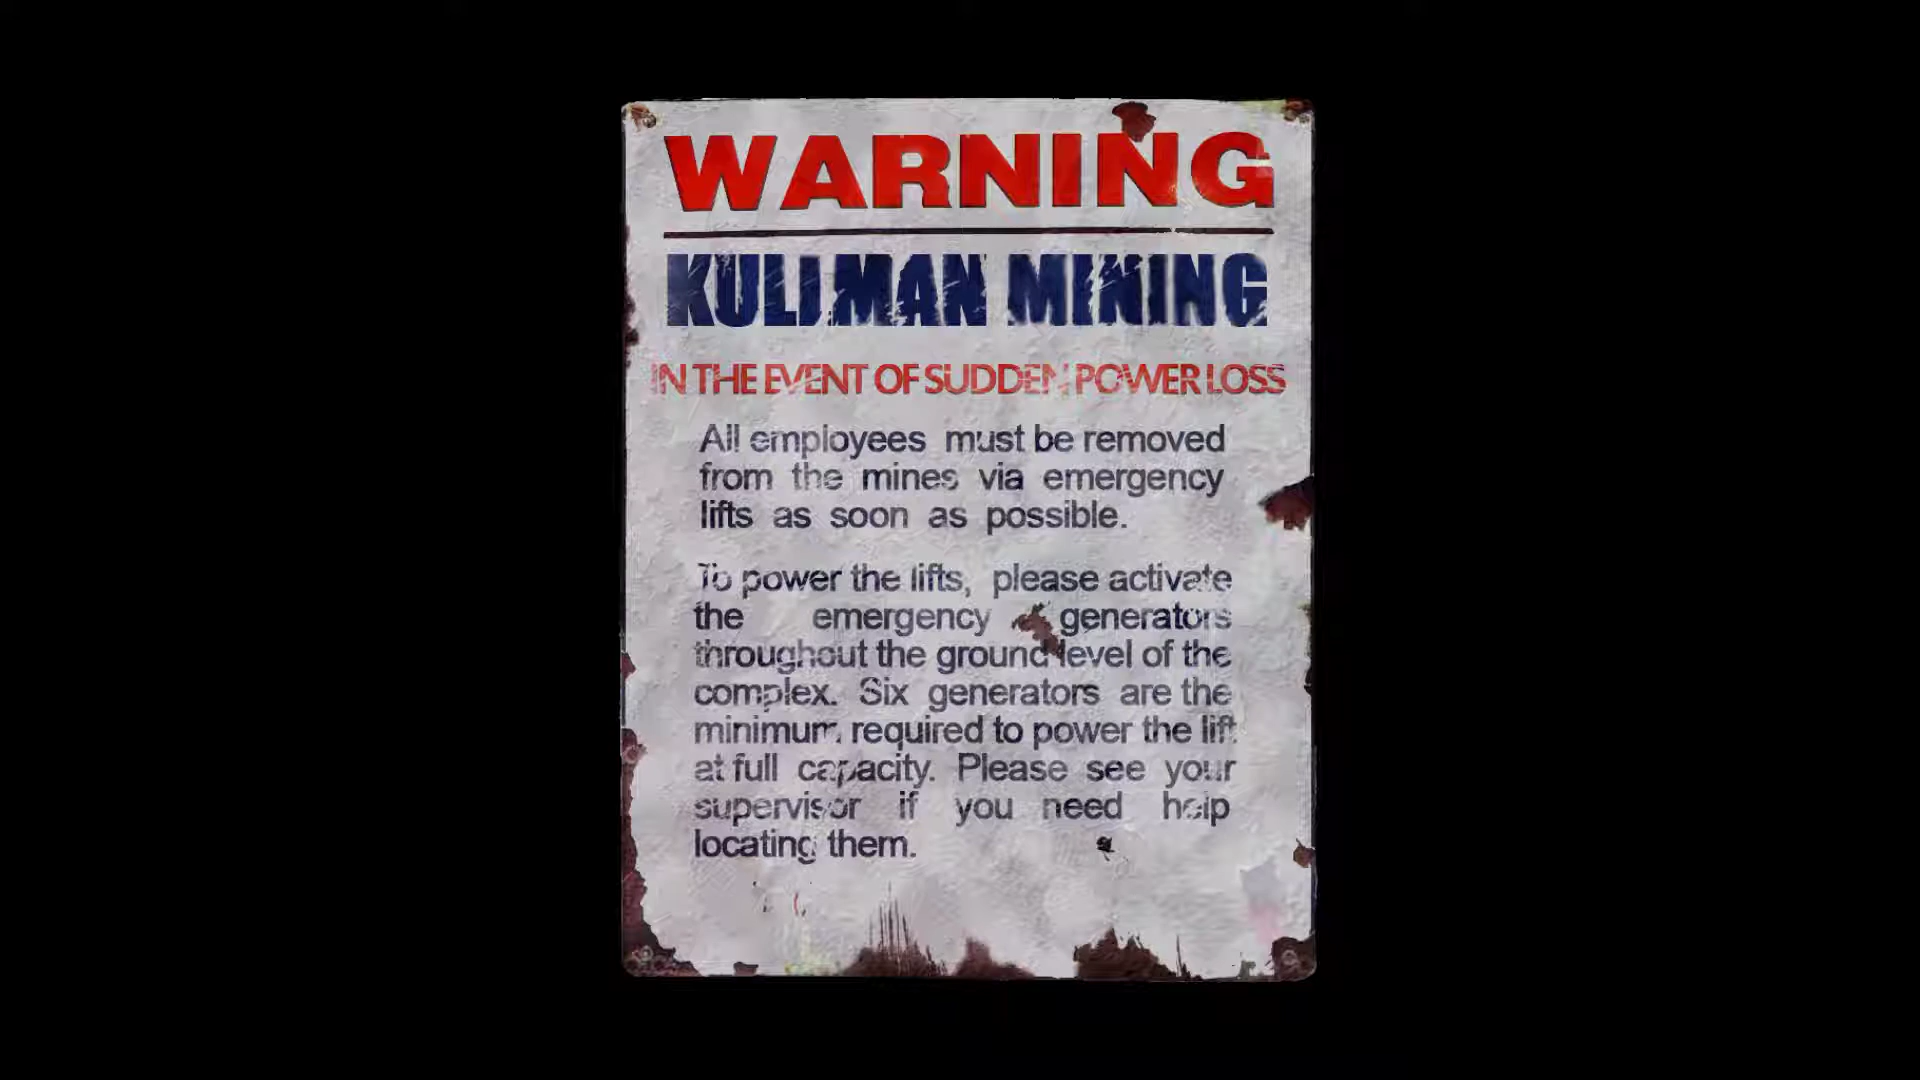 WARNING
KULLMAN MINING
IN THE EVENT OF SUDDEN POWER LOSS
All employees must be removed
from the mines via emergency
lifts as soon as possible.
To power the lifts, please activate
the emergency generators
throughout the ground level of the
complex. Six generators are the
minimum required to power the lift
at full capacity. Please see your
supervisor if you need help
locating them.